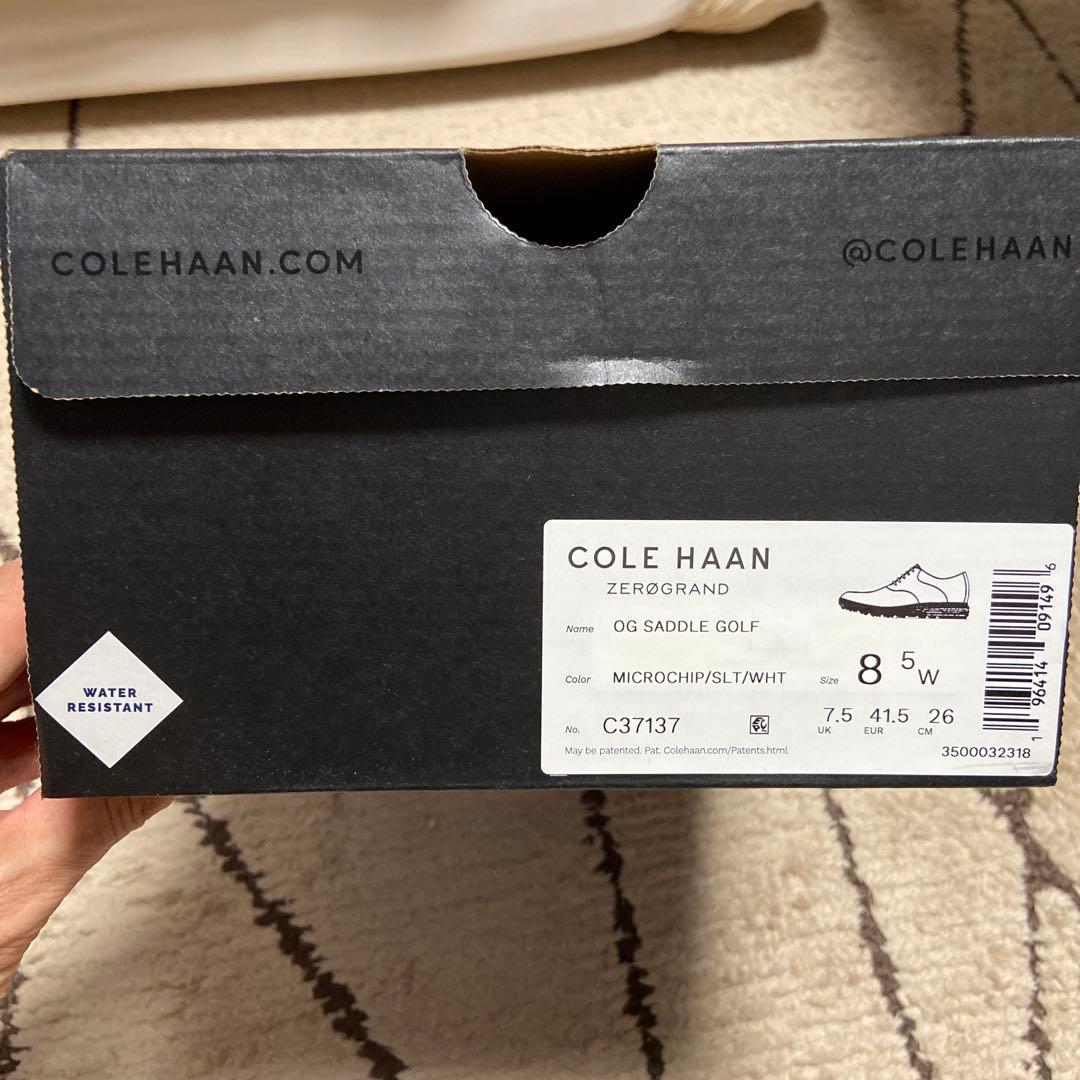 COLEHAAN.COM
@COLEHAAN
WATER
RESISTANT
COLE HAAN
ZERØGRAND
Name OG SADDLE GOLF
Color MICROCHIP/SLT/WHT
Size 8 5 W
No. C37137
7.5 41.5 26
UK EUR CM
May be patented, Pat. Colehaan.com/Patents.html
3500032318
1 96414 09149 6